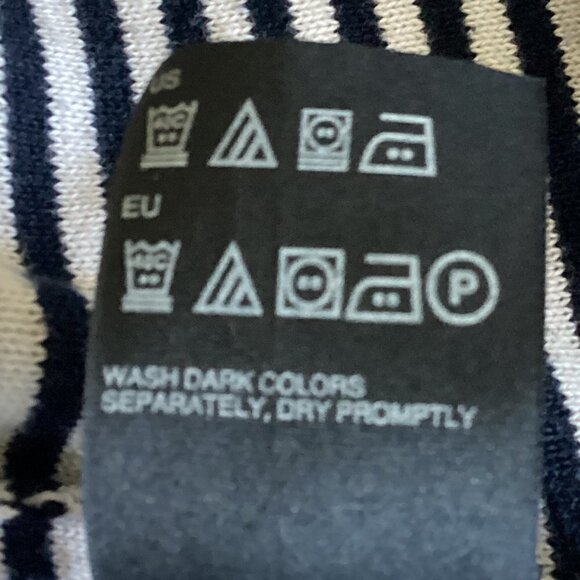 US
EU
P
WASH DARK COLORS
SEPARATELY, DRY PROMPTLY